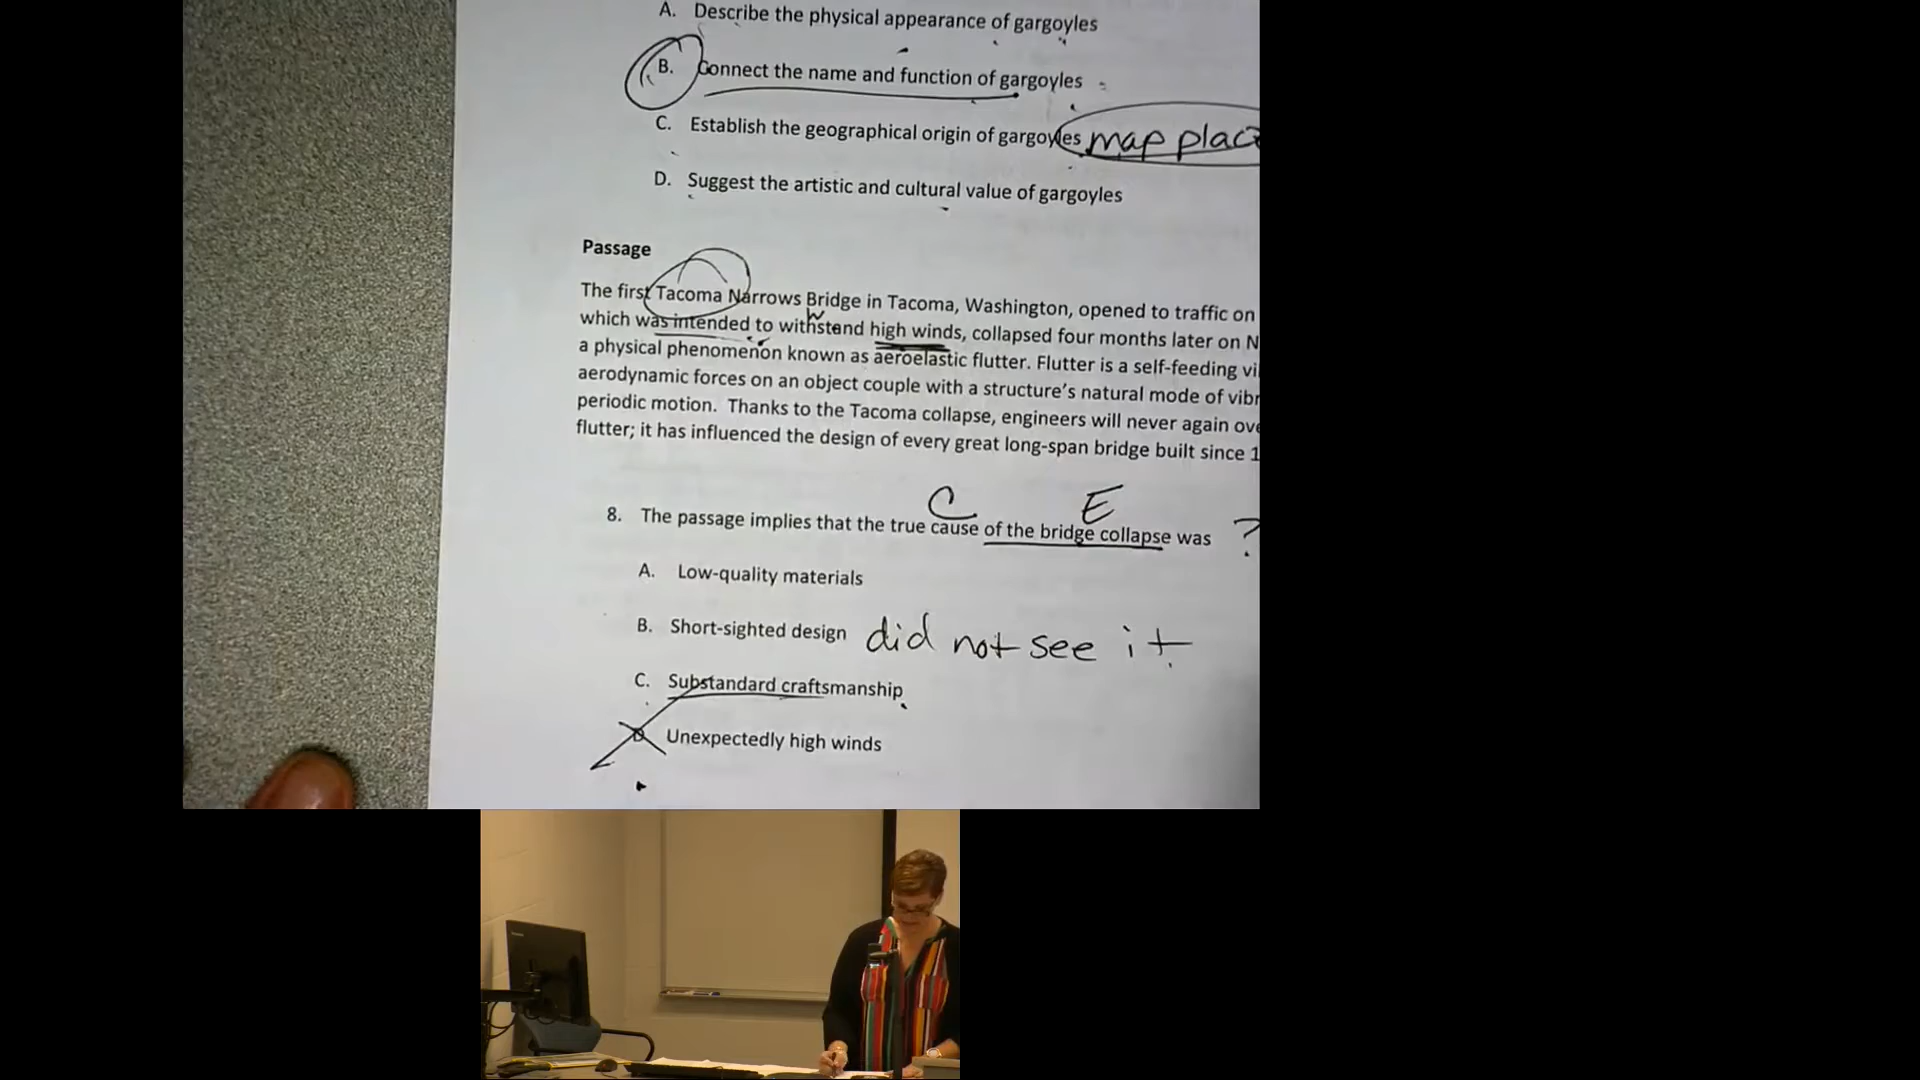 A. Describe the physical appearance of gargoyles
B. Connect the name and function of gargoyles
C. Establish the geographical origin of gargoyles map place
D. Suggest the artistic and cultural value of gargoyles
Passage
The first Tacoma Narrows Bridge in Tacoma, Washington, opened to traffic on
which was intended to withstand high winds, collapsed four months later on N
a physical phenomenon known as aeroelastic flutter. Flutter is a self-feeding vi
aerodynamic forces on an object couple with a structure's natural mode of vibr
periodic motion. Thanks to the Tacoma collapse, engineers will never again ove
flutter; it has influenced the design of every great long-span bridge built since 1
C E
8. The passage implies that the true cause of the bridge collapse was ?
A. Low-quality materials
B. Short-sighted design did not see it
C. Substandard craftsmanship
D Unexpectedly high winds